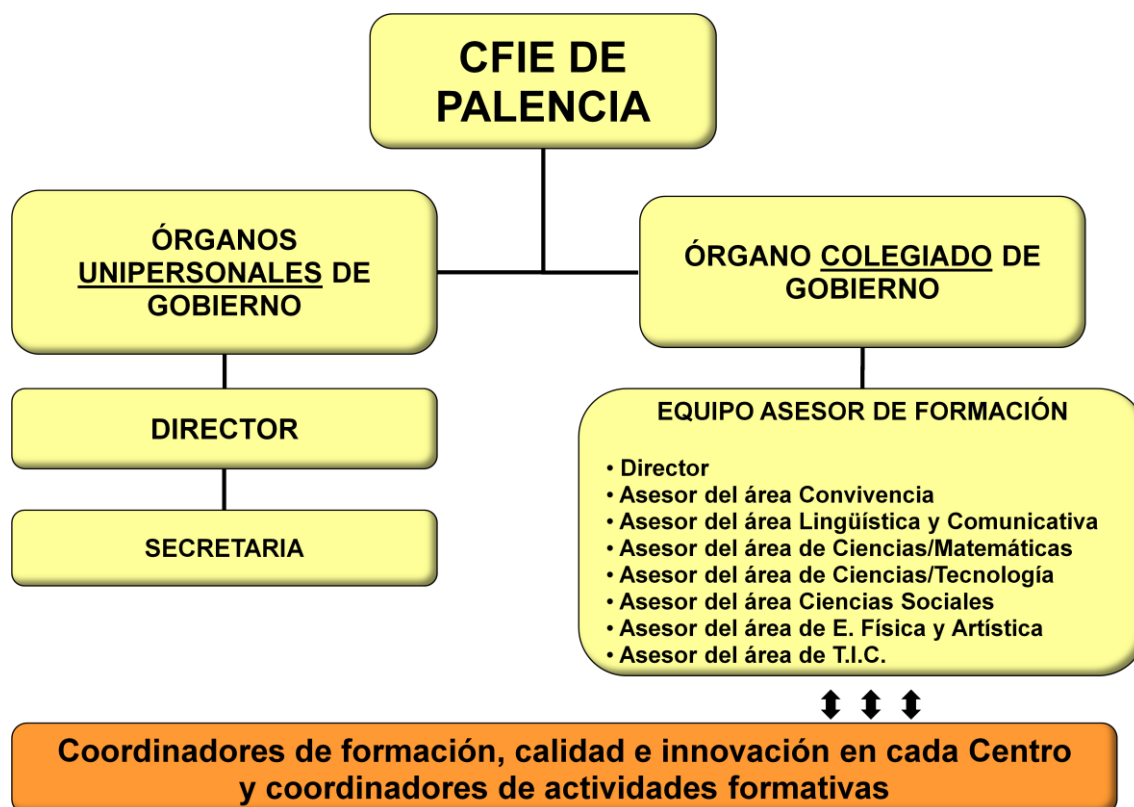 CFIE DE
PALENCIA
ÓRGANOS
UNIPERSONALES DE
GOBIERNO
ÓRGANO COLEGIADO DE
GOBIERNO
DIRECTOR
SECRETARIA
EQUIPO ASESOR DE FORMACIÓN
• Director
• Asesor del área Convivencia
• Asesor del área Lingüística y Comunicativa
• Asesor del área de Ciencias/Matemáticas
• Asesor del área de Ciencias/Tecnología
• Asesor del área Ciencias Sociales
• Asesor del área de E. Física y Artística
• Asesor del área de T.I.C.
Coordinadores de formación, calidad e innovación en cada Centro
y coordinadores de actividades formativas